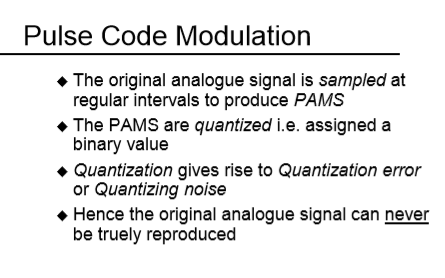 Pulse Code Modulation
◆ The original analogue signal is sampled at
regular intervals to produce PAMS
◆ The PAMS are quantized i.e. assigned a
binary value
◆ Quantization gives rise to Quantization error
or Quantizing noise
◆ Hence the original analogue signal can never
be truely reproduced